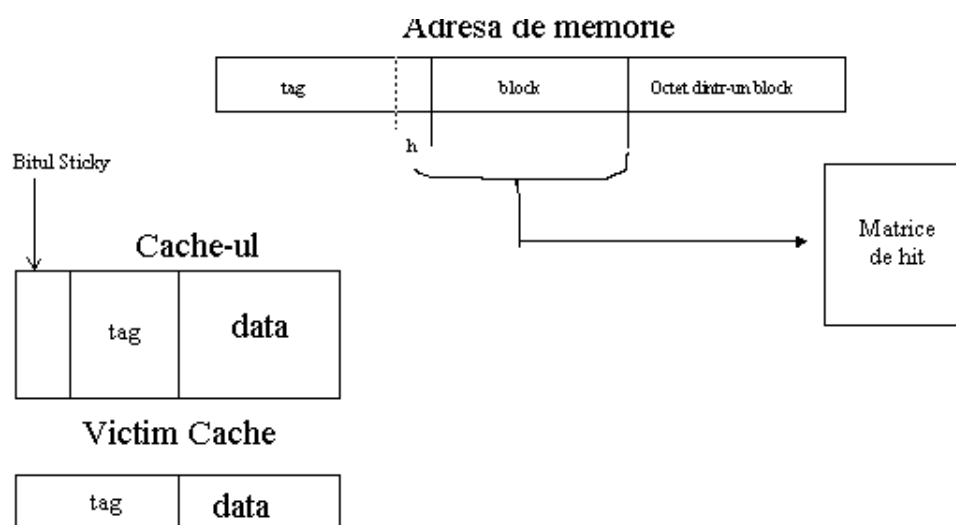 Adresa de memorie
tag
block
Octet dintr-un block
h
Bitul Sticky
Cache-ul
Matrice
de hit
tag
data
Victim Cache
tag
data